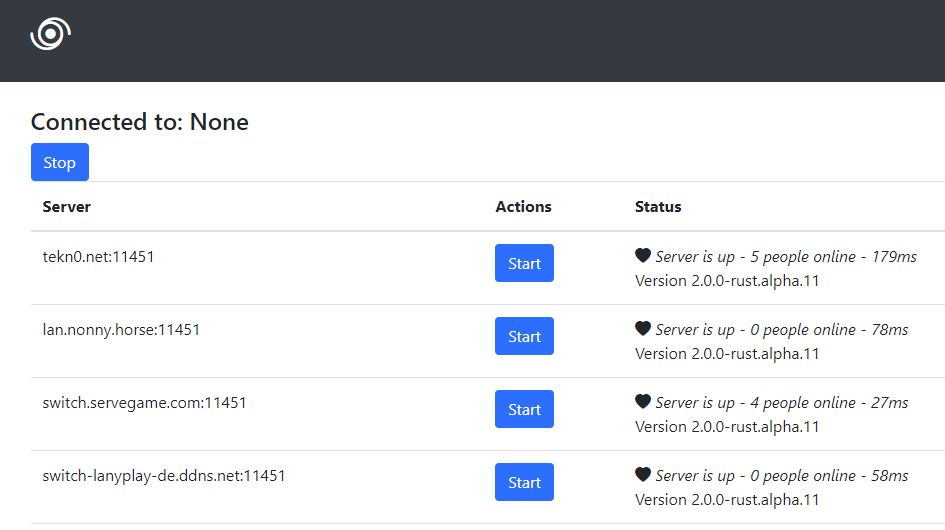 Connected to: None
Stop
Server Actions Status
tekn0.net:11451 Start Server is up - 5 people online - 179ms
Version 2.0.0-rust.alpha.11
lan.nonny.horse:11451 Start Server is up - 0 people online - 78ms
Version 2.0.0-rust.alpha.11
switch.servegame.com:11451 Start Server is up - 4 people online - 27ms
Version 2.0.0-rust.alpha.11
switch-lanyplay-de.ddns.net:11451 Start Server is up - 0 people online - 58ms
Version 2.0.0-rust.alpha.11